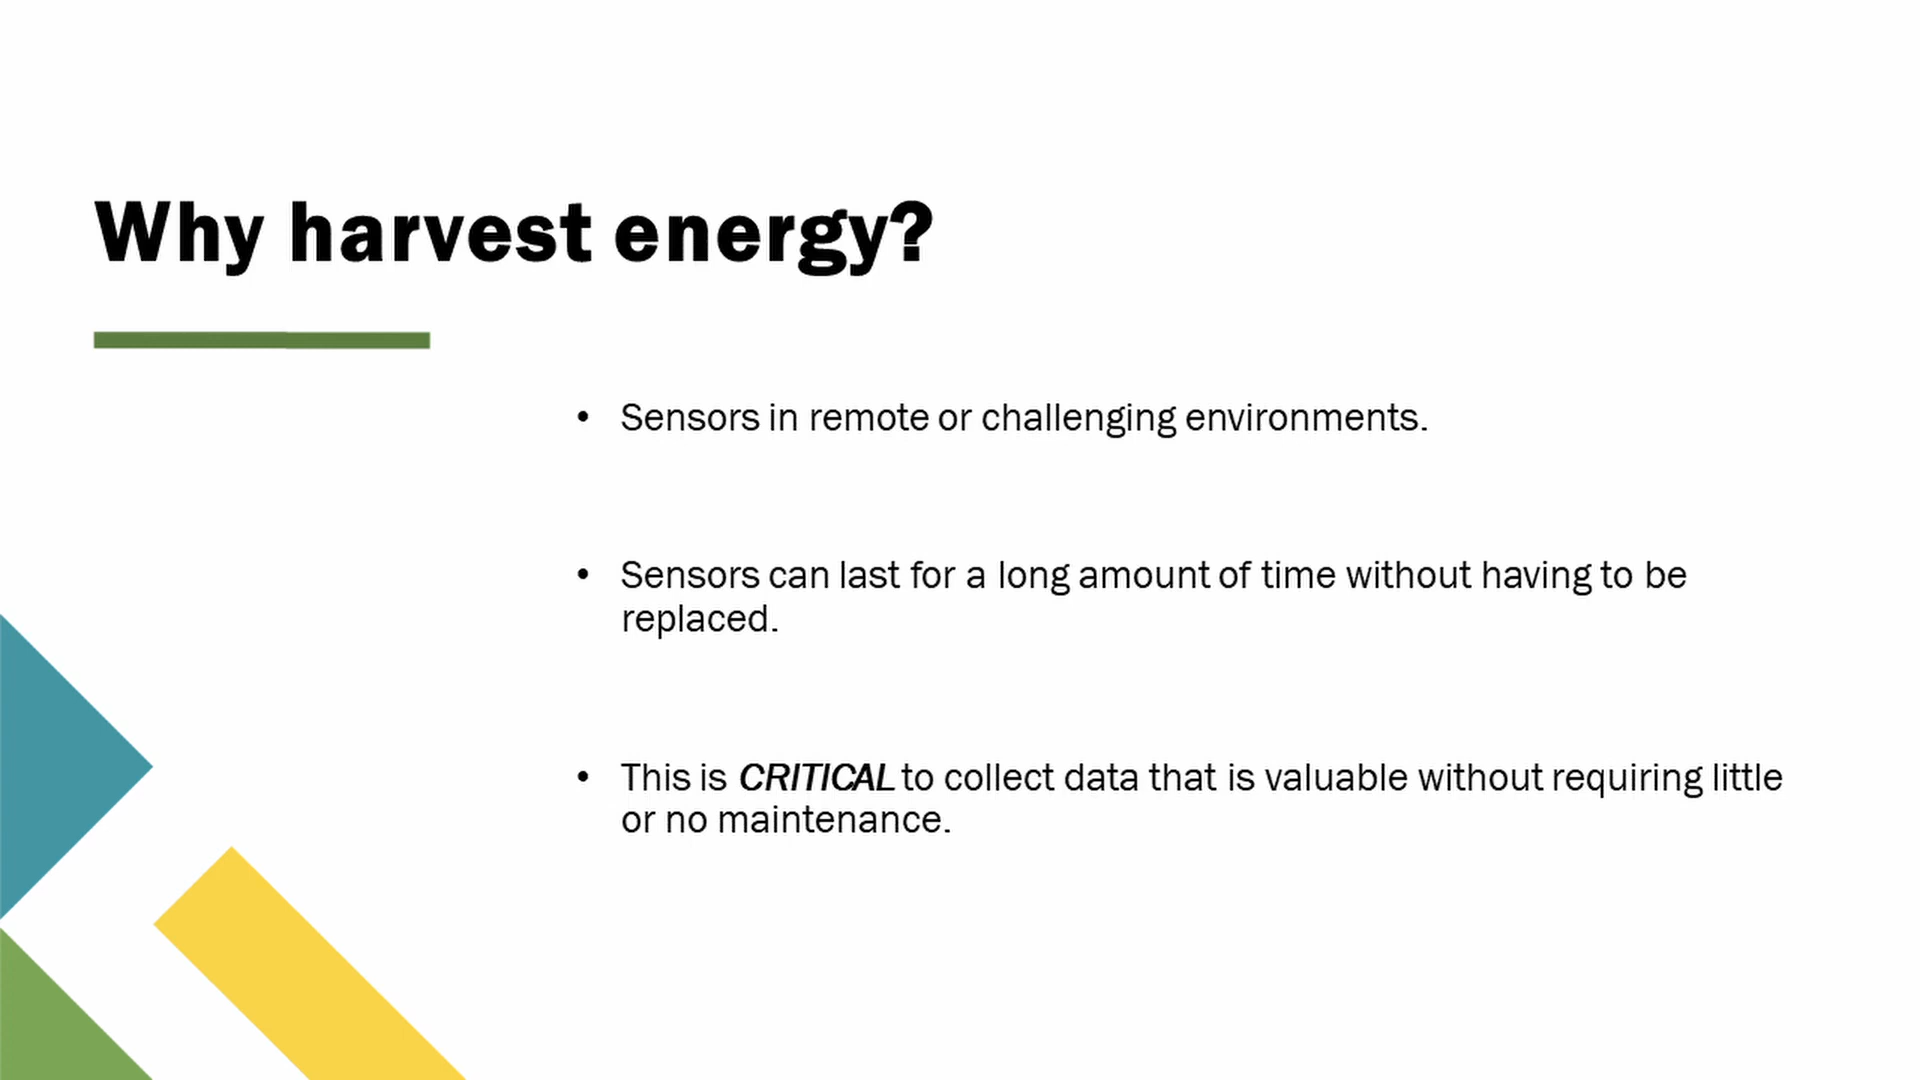 Why harvest energy?
• Sensors in remote or challenging environments.
• Sensors can last for a long amount of time without having to be
replaced.
• This is CRITICAL to collect data that is valuable without requiring little
or no maintenance.